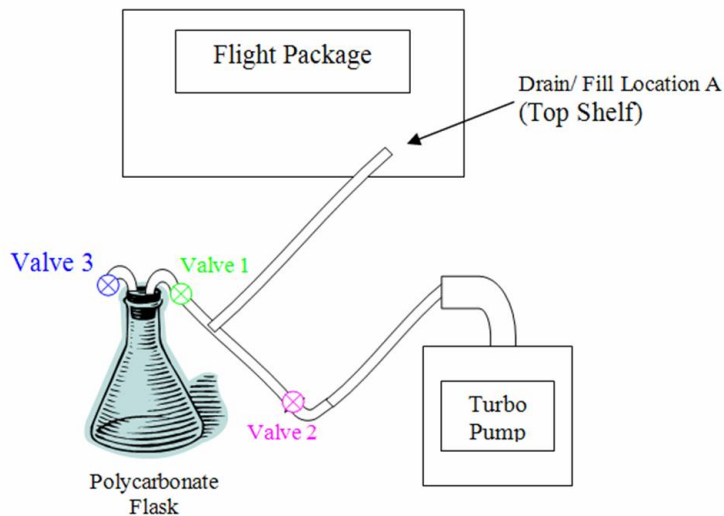 Flight Package
Drain/ Fill Location A
(Top Shelf)
Valve 3
Valve 1
Valve 2
Turbo
Pump
Polycarbonate
Flask